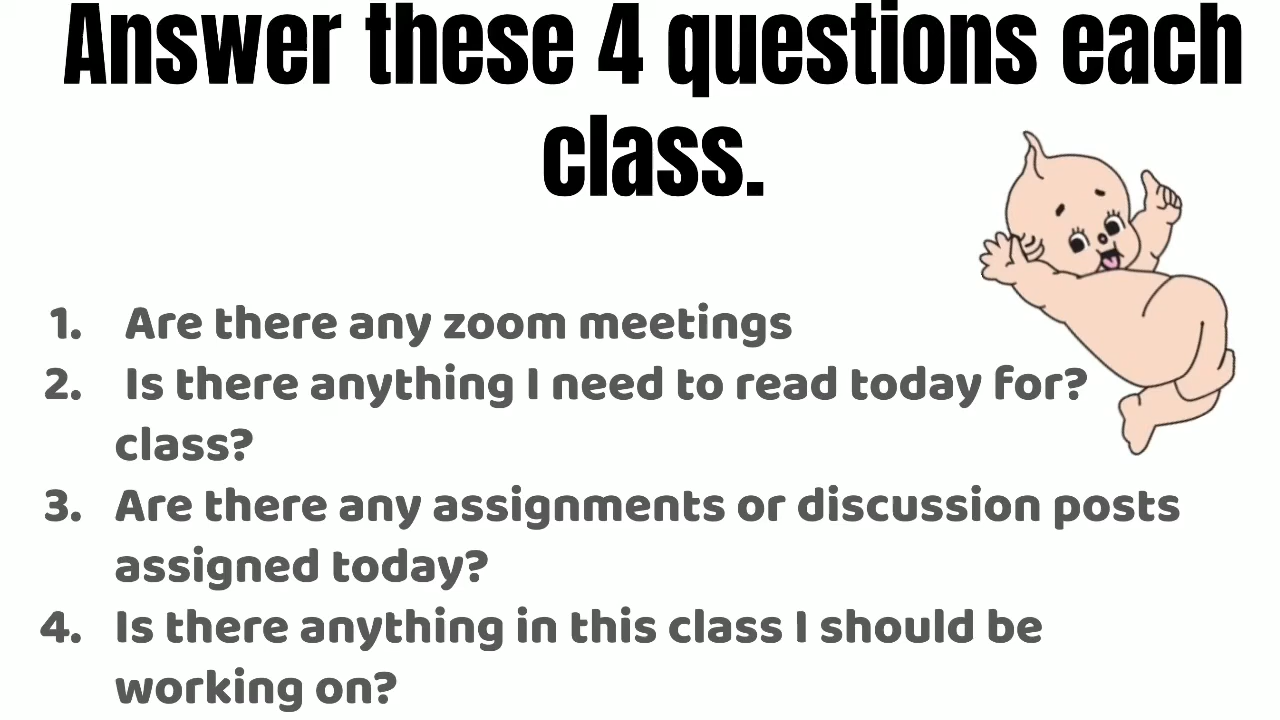 Answer these 4 questions each
class.
1. Are there any zoom meetings
2. Is there anything I need to read today for?
class?
3. Are there any assignments or discussion posts
assigned today?
4. Is there anything in this class I should be
working on?